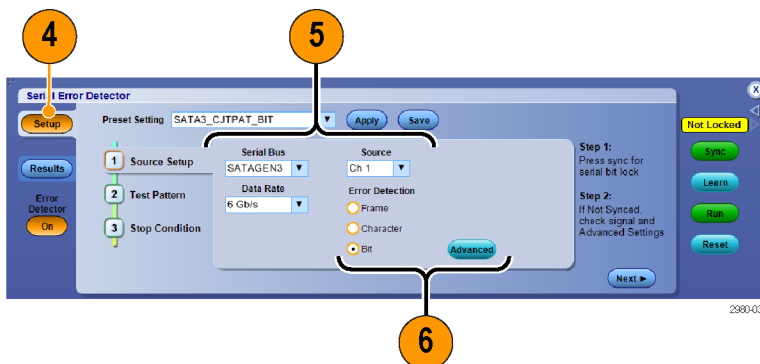 4
5
Serial Error Detector
X
Setup
Preset Setting
SATA3_CJTPAT_BIT
Apply
Save
Not Locked
1 Source Setup
Serial Bus
SATAGEN3
Source
Ch 1
Step 1:
Press sync for
serial bit lock
Sync
Results
2 Test Pattern
Data Rate
6 Gb/s
Error Detection
Frame
Character
Bit
Advanced
Step 2:
If Not Synced,
check signal and
Advanced Settings
Learn
Error
Detector
On
3 Stop Condition
Run
Reset
Next
6
2980-03